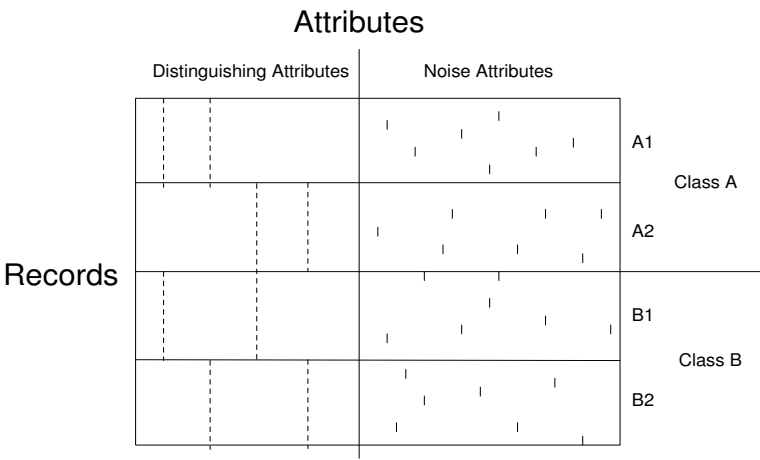 Attributes
Distinguishing Attributes
Noise Attributes
A1
Class A
A2
Records
B1
Class B
B2